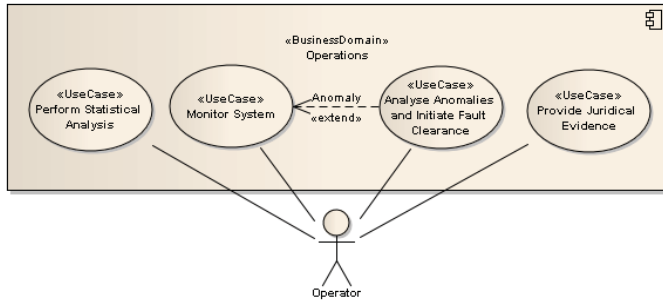 «BusinessDomain»
Operations
«UseCase»
Perform Statistical
Analysis
«UseCase»
Monitor System
Anomaly
«extend»
«UseCase»
Analyse Anomalies
and Initiate Fault
Clearance
«UseCase»
Provide Juridical
Evidence
Operator